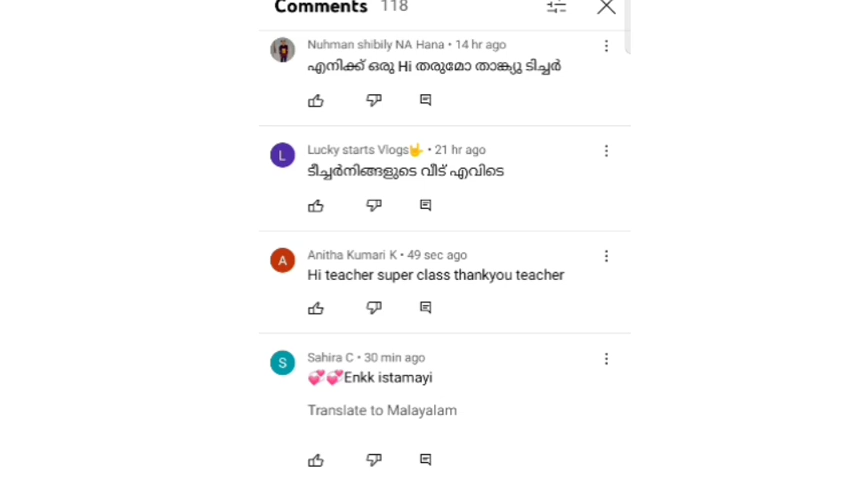 Comments 118
Nuhman shibily NA Hana • 14 hr ago
എനിക്ക് ഒരു Hi തരുമോ താങ്ക്യു ടിച്ചർ
Lucky starts Vlogs🤟 • 21 hr ago
ടീച്ചർനിങ്ങളുടെ വീട് എവിടെ
A
Anitha Kumari K • 49 sec ago
Hi teacher super class thankyou teacher
S
Sahira C • 30 min ago
💞💞Enkk istamayi
Translate to Malayalam